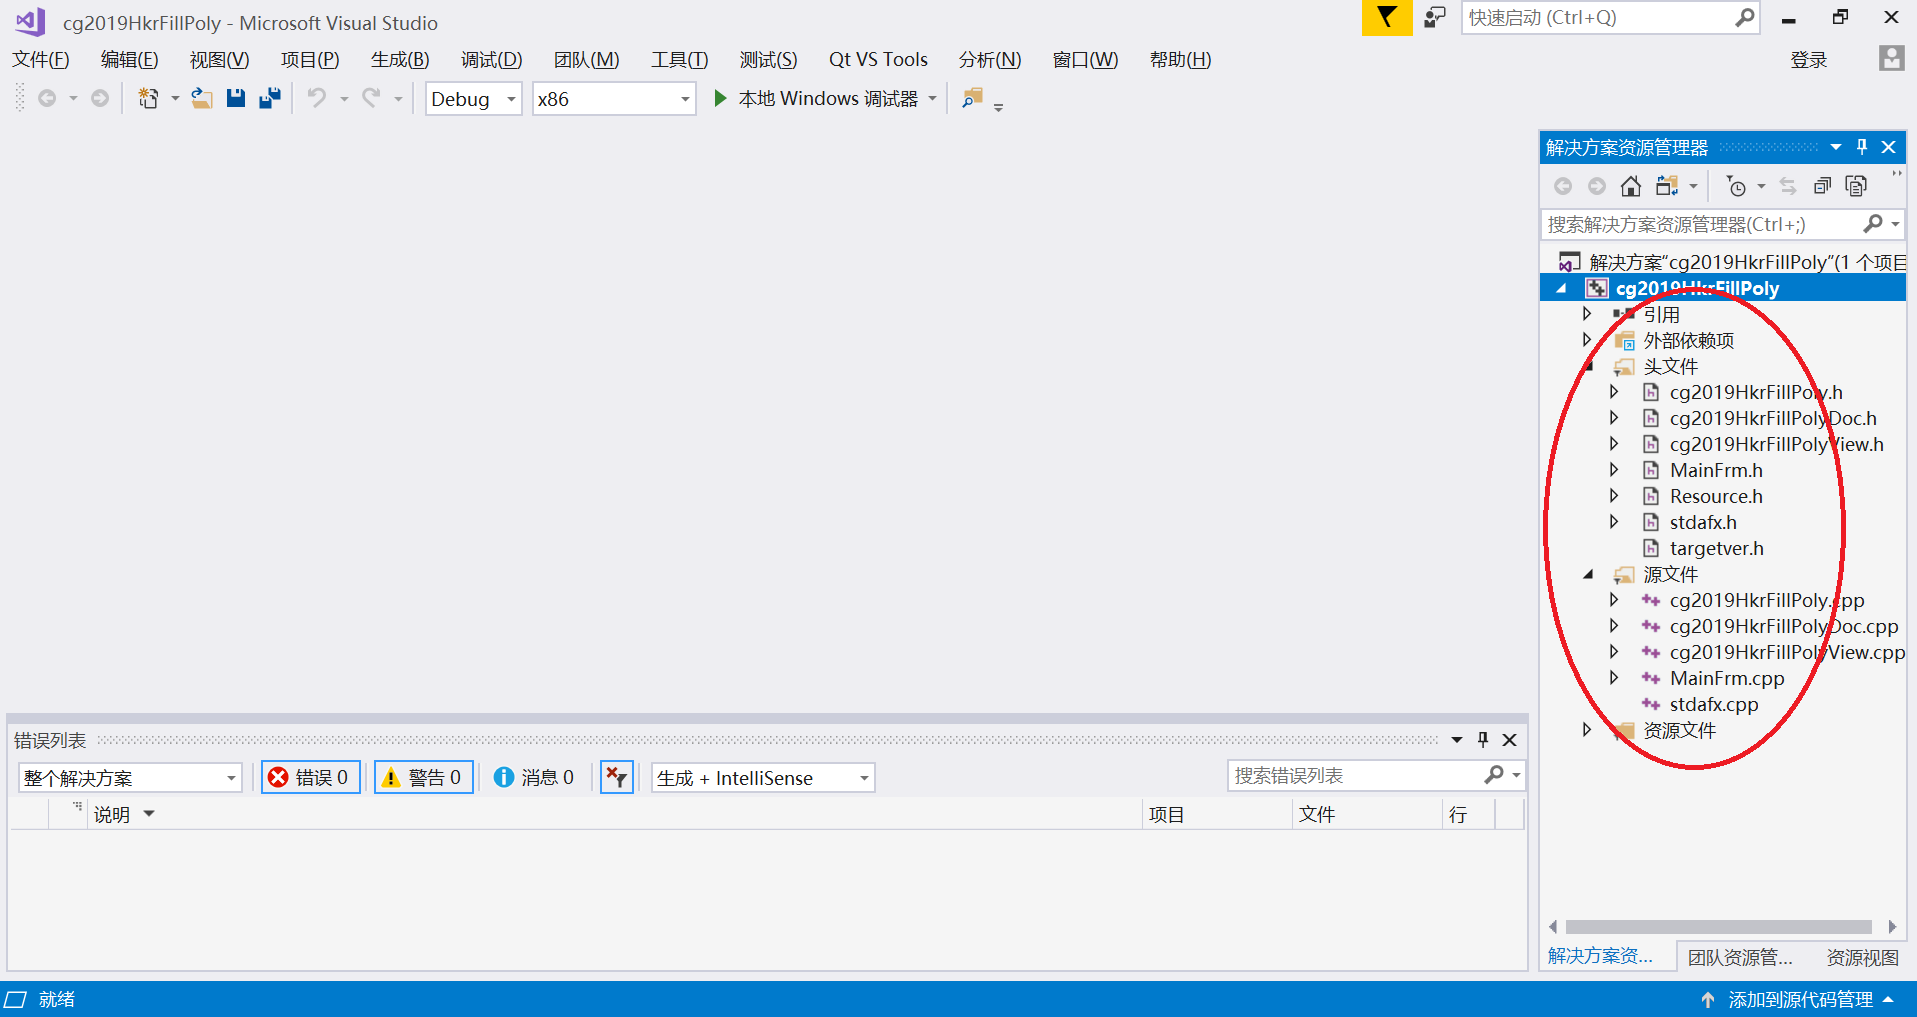 cg2019HkrFillPoly - Microsoft Visual Studio
快速启动 (Ctrl+Q)
文件(F) 编辑(E) 视图(V) 项目(P) 生成(B) 调试(D) 团队(M) 工具(T) 测试(S) Qt VS Tools 分析(N) 窗口(W) 帮助(H) 登录
Debug x86 本地 Windows 调试器
解决方案资源管理器
搜索解决方案资源管理器(Ctrl+;)
解决方案"cg2019HkrFillPoly"(1 个项目
cg2019HkrFillPoly
引用
外部依赖项
头文件
cg2019HkrFillPoly.h
cg2019HkrFillPolyDoc.h
cg2019HkrFillPolyView.h
MainFrm.h
Resource.h
stdafx.h
targetver.h
源文件
cg2019HkrFillPoly.cpp
cg2019HkrFillPolyDoc.cpp
cg2019HkrFillPolyView.cpp
MainFrm.cpp
stdafx.cpp
资源文件
解决方案资... 团队资源管... 资源视图
错误列表
整个解决方案 错误 0 警告 0 消息 0 生成 + IntelliSense 搜索错误列表
说明 项目 文件 行
就绪 添加到源代码管理